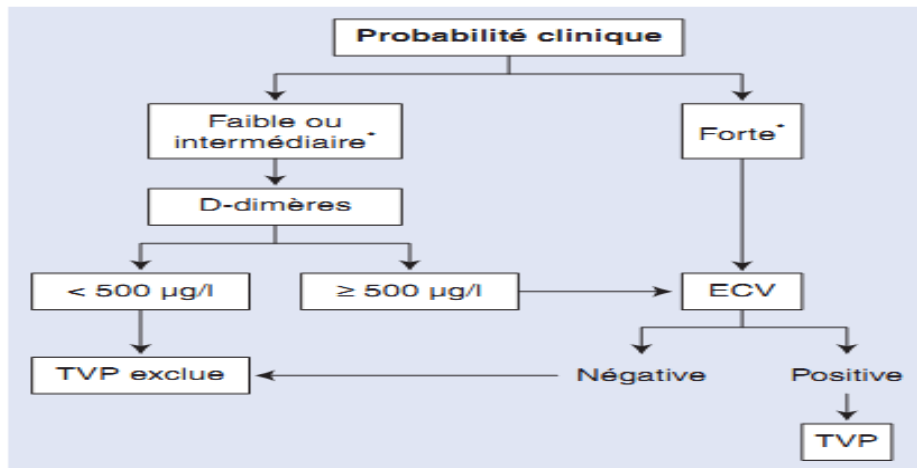 Probabilité clinique
Faible ou
intermédiaire*
Forte*
D-dimères
< 500 µg/l
≥ 500 µg/l
ECV
TVP exclue
Négative
Positive
TVP